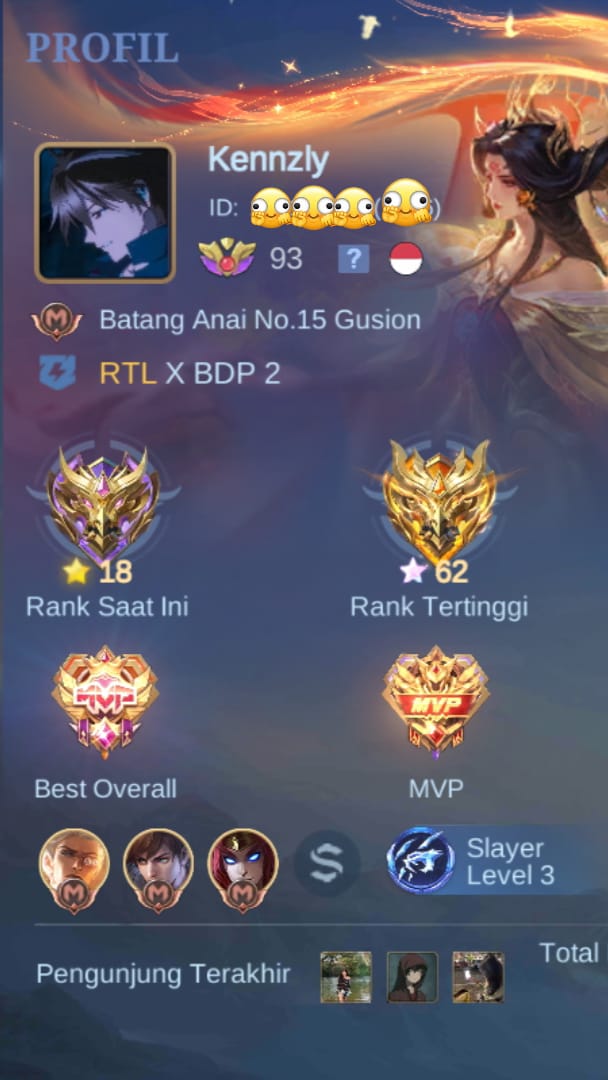 PROFIL
Kennzly
ID: )
93 ?
Batang Anai No.15 Gusion
RTL X BDP 2
18
62
Rank Saat Ini
Rank Tertinggi
MVP
MVP
Best Overall
MVP
M M M S
Slayer
Level 3
Total
Pengunjung Terakhir